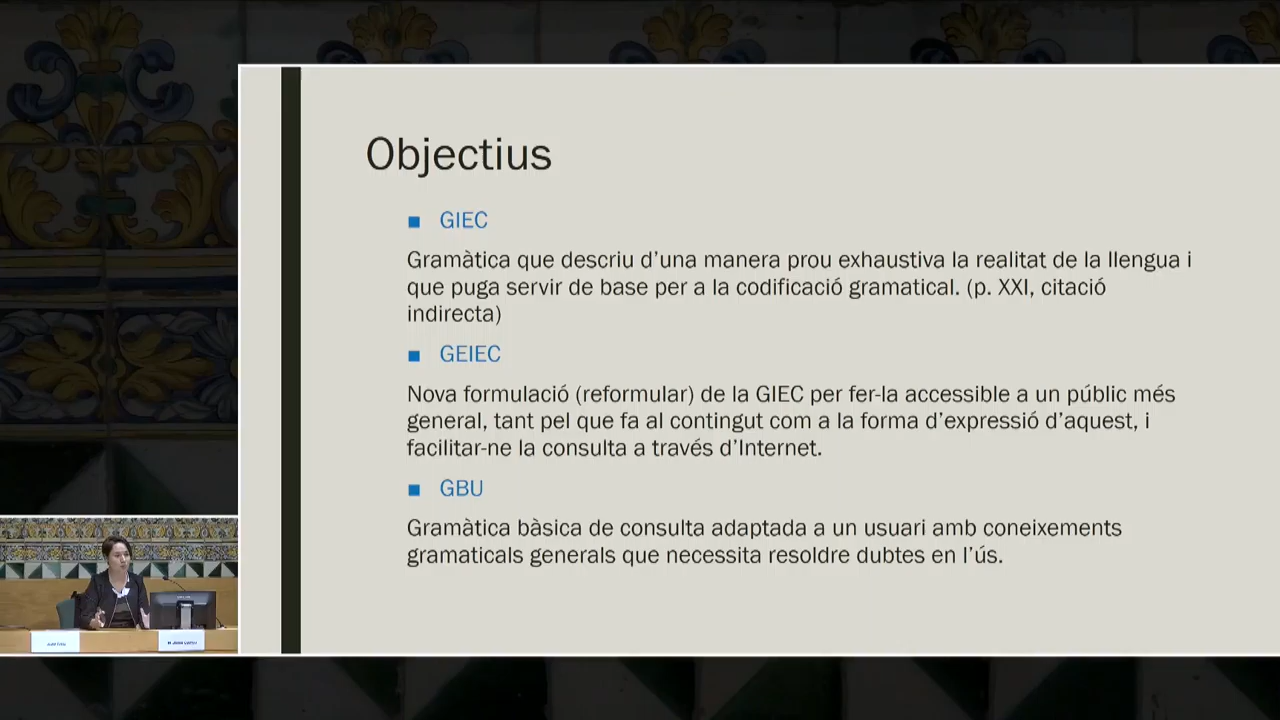 Objectius
GIEC
Gramàtica que descriu d'una manera prou exhaustiva la realitat de la llengua i
que puga servir de base per a la codificació gramatical. (p. XXI, citació
indirecta)
GEIEC
Nova formulació (reformular) de la GIEC per fer-la accessible a un públic més
general, tant pel que fa al contingut com a la forma d'expressió d'aquest, i
facilitar-ne la consulta a través d'Internet.
GBU
Gramàtica bàsica de consulta adaptada a un usuari amb coneixements
gramaticals generals que necessita resoldre dubtes en l'ús.